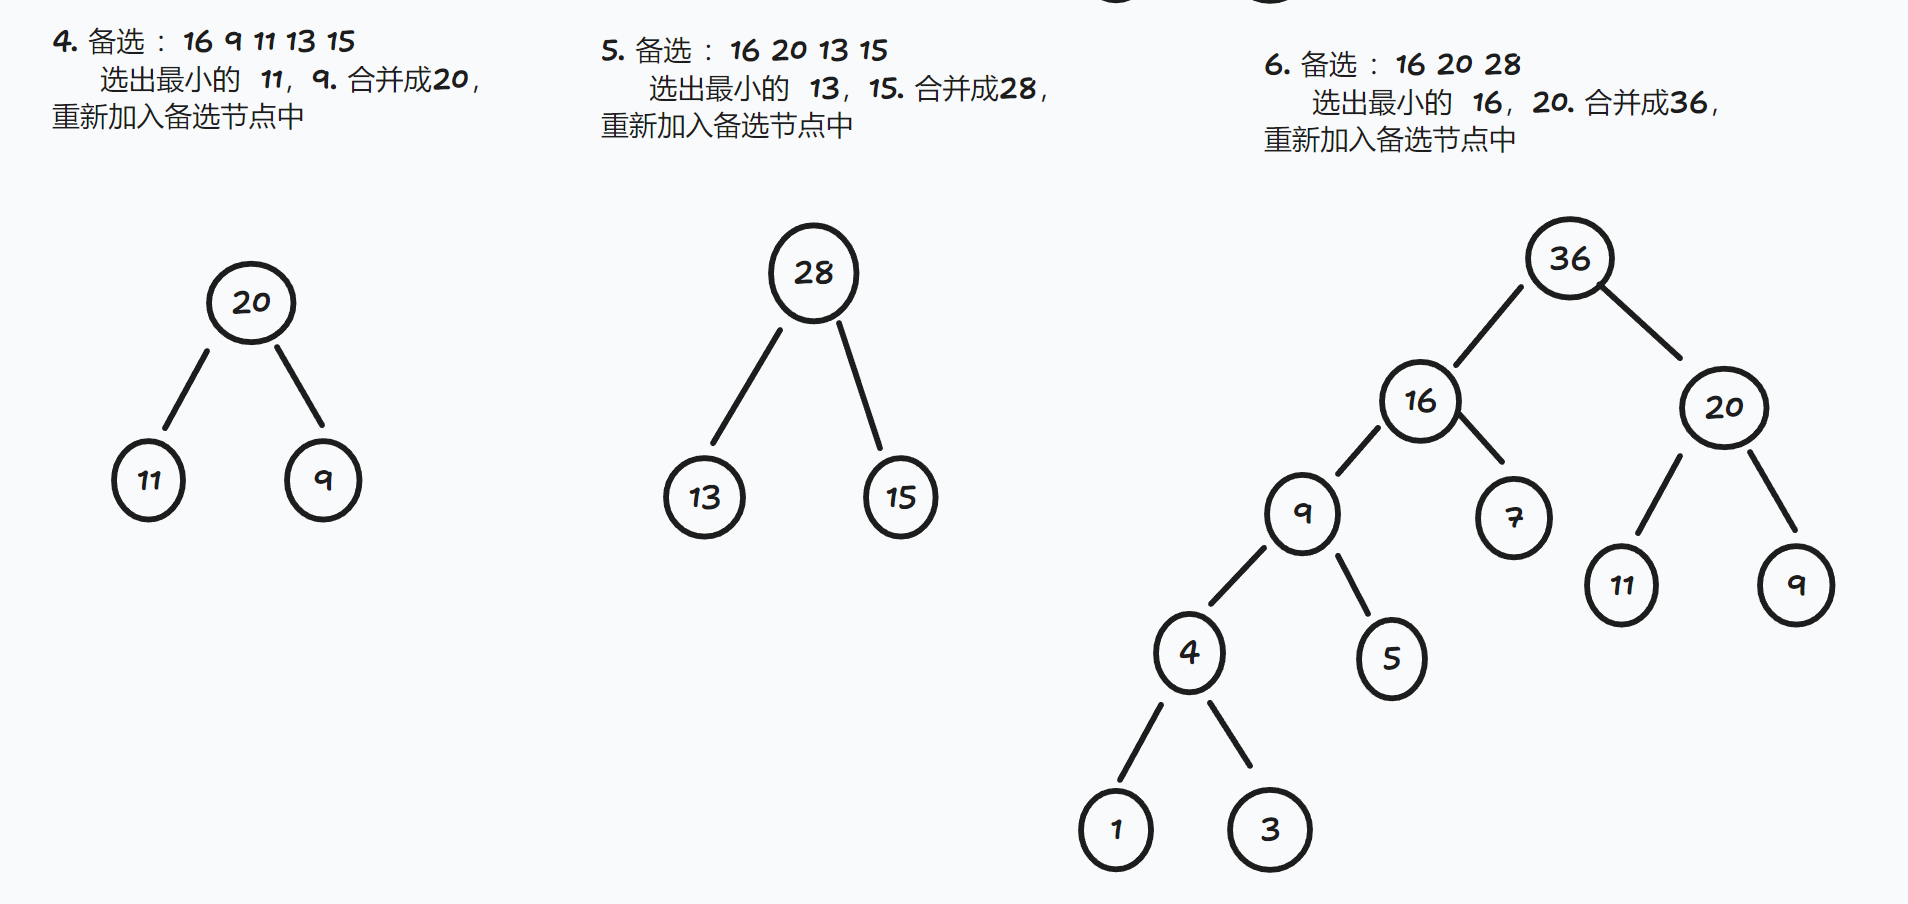 4. 备选 ： 16 9 11 13 15
选出最小的 11， 9. 合并成20，
重新加入备选节点中
5. 备选 ： 16 20 13 15
选出最小的 13， 15. 合并成28，
重新加入备选节点中
6. 备选 ： 16 20 28
选出最小的 16， 20. 合并成36，
重新加入备选节点中
20
11 9
28
13 15
36
16 20
9 7
11 9
4 5
1 3